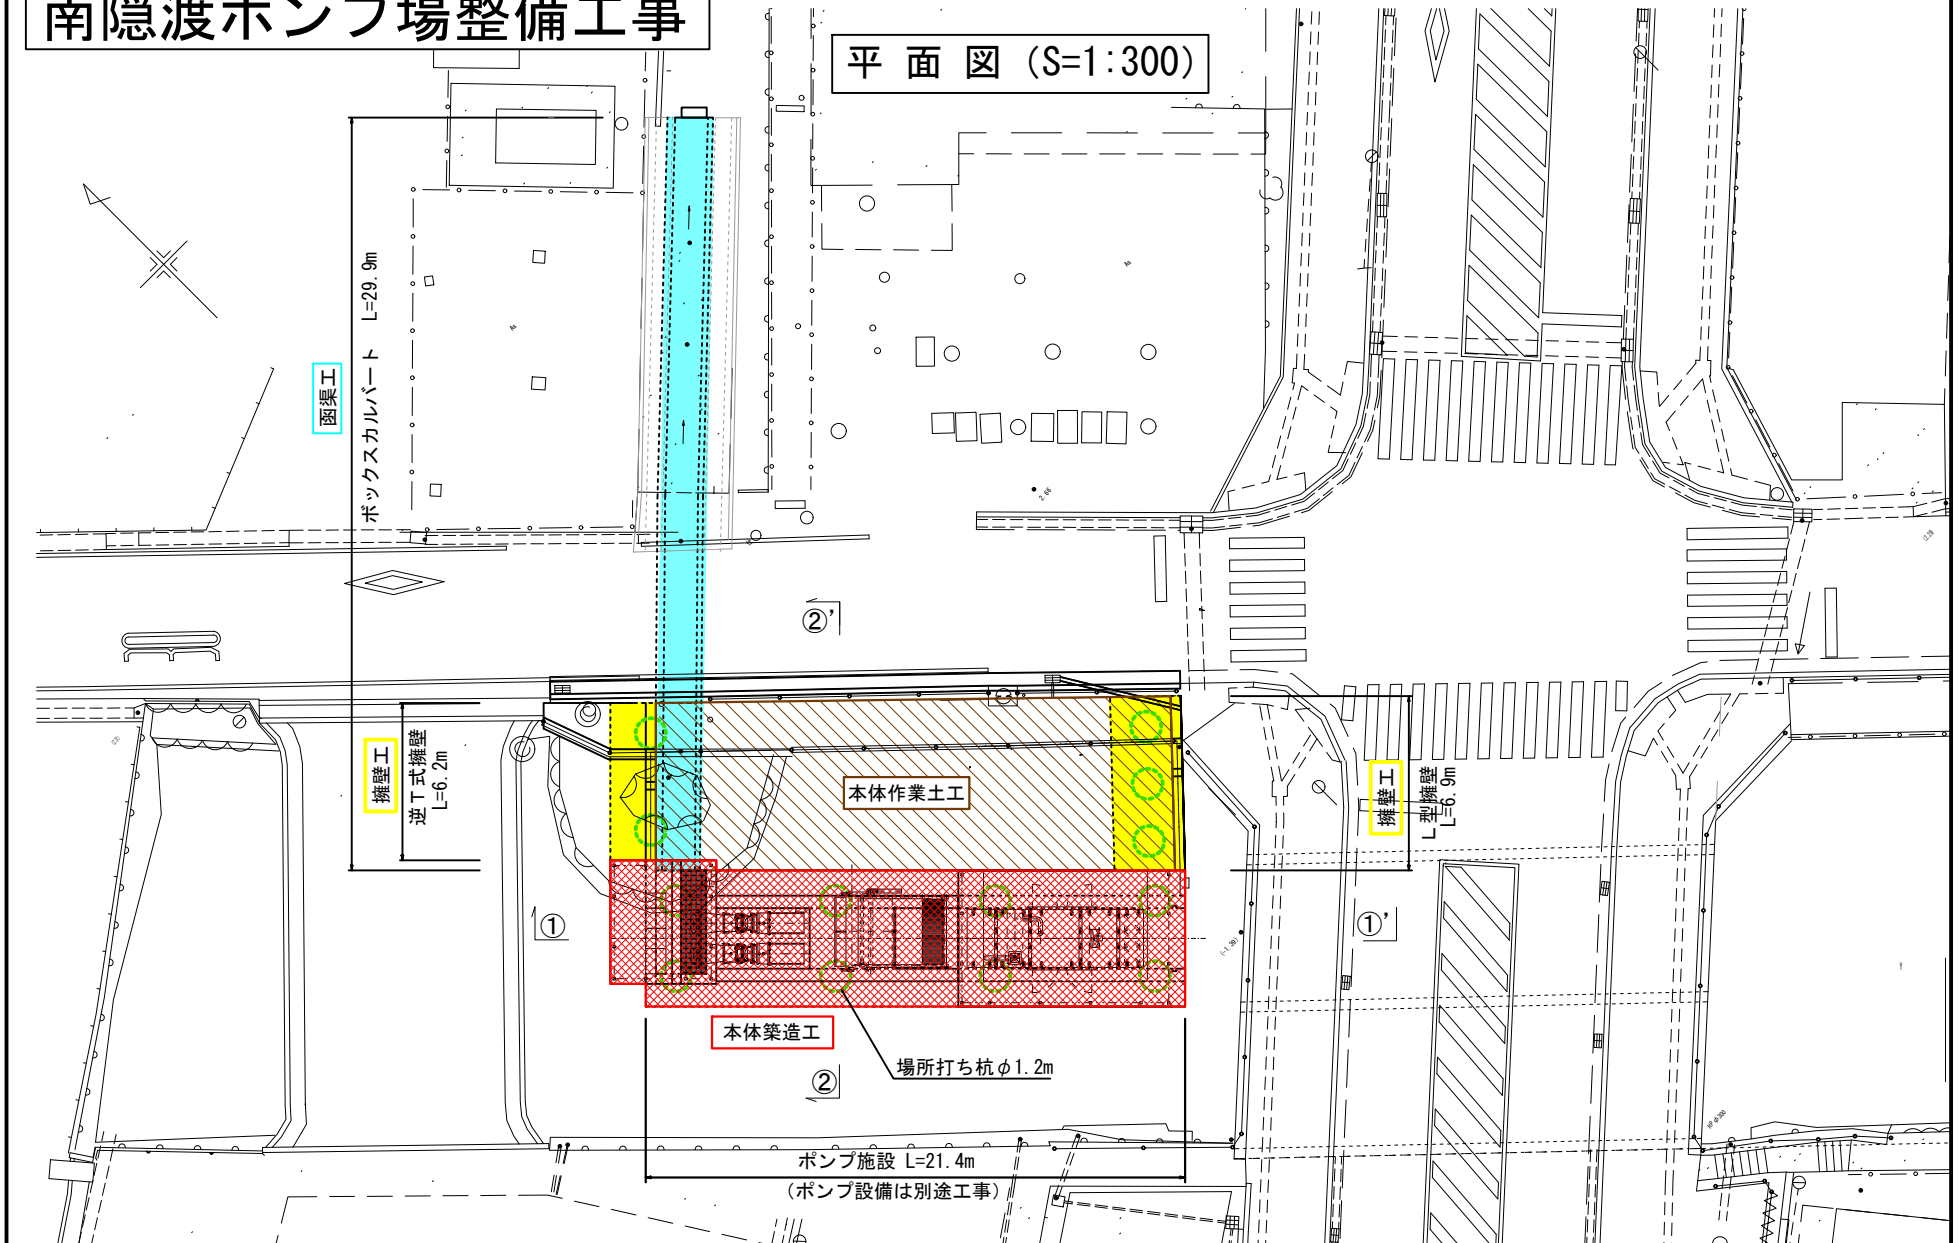 南隠渡ポンプ場整備工事
平 面 図 (S=1:300)
函渠工
ボックスカルバート L=29.9m
擁壁工
逆T式擁壁
L=6.2m
②'
本体作業土工
擁壁工
L型擁壁
L=6.9m
①
①'
本体築造工
場所打ち杭φ1.2m
②
ポンプ施設 L=21.4m
(ポンプ設備は別途工事)
2.66